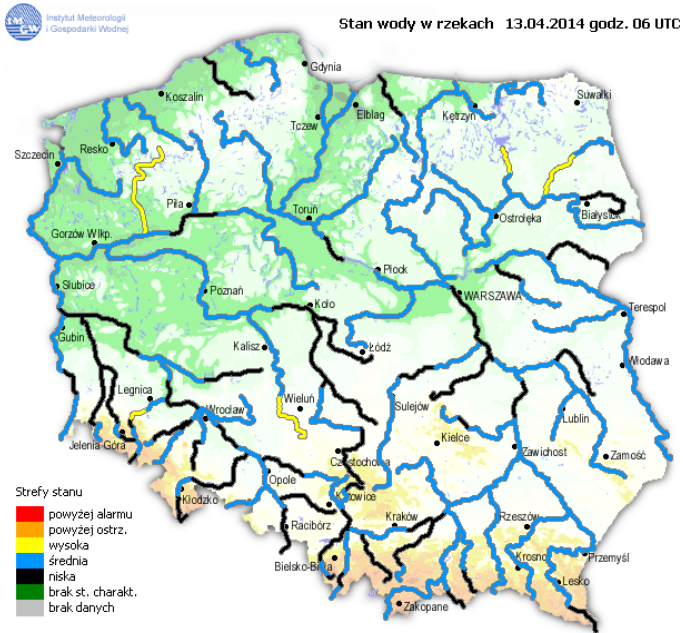 Instytut Meteorologii
i Gospodarki Wodnej
Stan wody w rzekach 13.04.2014 godz. 06 UTC
Gdynia
Koszalin
Suwałki
Elbląg
Kętrzyn
Tczew
Resko
Szczecin
Piła
Toruń
Ostrołęka
Białystok
Gorzów Wlkp.
Płock
Słubice
Poznań
WARSZAWA
Koło
Terespol
Gubin
Kalisz
Łódź
Włodawa
Legnica
Wrocław
Wieluń
Sulejów
Lublin
Jelenia Góra
Kielce
Zawichost
Zamość
Częstochowa
Opole
Strefy stanu
Kłodzko
Katowice
powyżej alarmu
Racibórz
Kraków
Rzeszów
powyżej ostrz.
wysoka
Bielsko-Biała
Krosno
Przemyśl
średnia
niska
Lesko
brak st. charakt.
brak danych
Zakopane